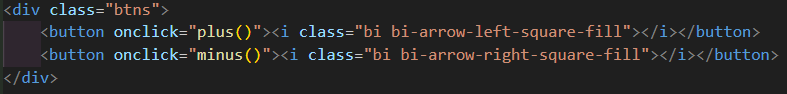 <div class="btns">
    <button onclick="plus()"><i class="bi bi-arrow-left-square-fill"></i></button>
    <button onclick="minus()"><i class="bi bi-arrow-right-square-fill"></i></button>
</div>